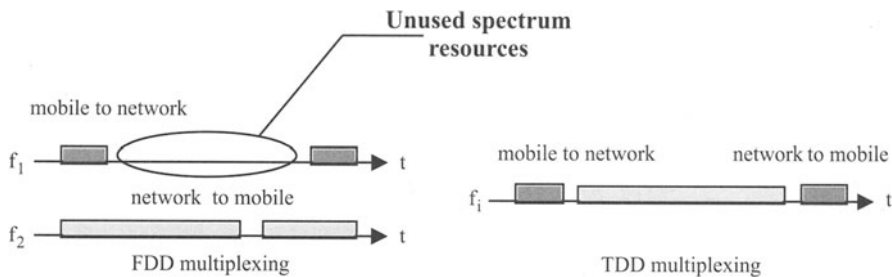 Unused spectrum
resources
mobile to network
f1 t
network to mobile
f2 t
FDD multiplexing
mobile to network network to mobile
fi t
TDD multiplexing